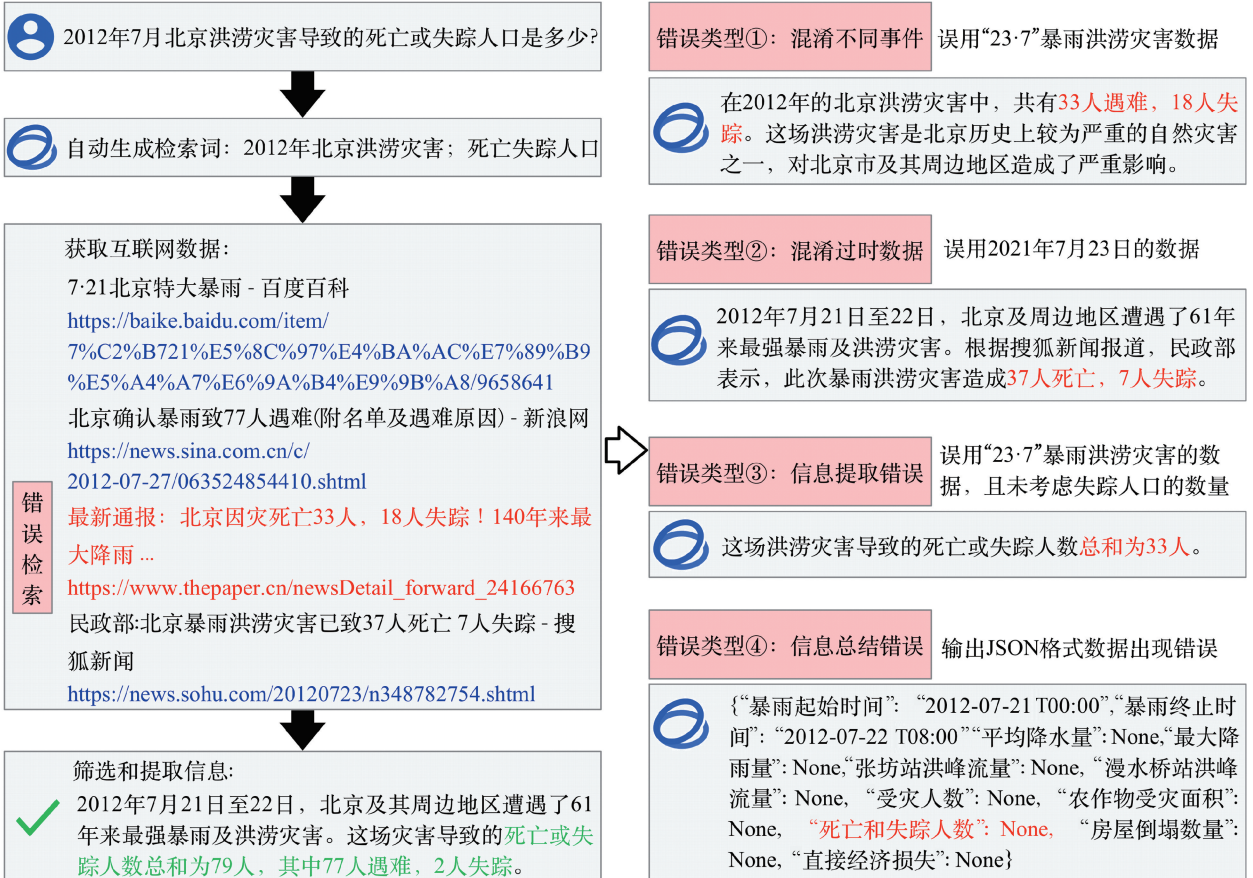 2012年7月北京洪涝灾害导致的死亡或失踪人口是多少?
自动生成检索词：2012年北京洪涝灾害；死亡失踪人口
获取互联网数据：
7·21北京特大暴雨 - 百度百科
https://baike.baidu.com/item/
7%C2%B721%E5%8C%97%E4%BA%AC%E7%89%B9
%E5%A4%A7%E6%9A%B4%E9%9B%A8/9658641
北京确认暴雨致77人遇难(附名单及遇难原因) - 新浪网
https://news.sina.com.cn/c/
2012-07-27/063524854410.shtml
错误检索
最新通报：北京因灾死亡33人，18人失踪！140年来最
大降雨 ...
https://www.thepaper.cn/newsDetail_forward_24166763
民政部:北京暴雨洪涝灾害已致37人死亡 7人失踪 - 搜
狐新闻
https://news.sohu.com/20120723/n348782754.shtml
筛选和提取信息:
2012年7月21日至22日，北京及其周边地区遭遇了61
年来最强暴雨及洪涝灾害。这场灾害导致的死亡或失
踪人数总和为79人，其中77人遇难，2人失踪。
错误类型①：混淆不同事件
误用“23·7”暴雨洪涝灾害数据
在2012年的北京洪涝灾害中，共有33人遇难，18人失
踪。这场洪涝灾害是北京历史上较为严重的自然灾害
之一，对北京市及其周边地区造成了严重影响。
错误类型②：混淆过时数据
误用2021年7月23日的数据
2012年7月21日至22日，北京及周边地区遭遇了61年
来最强暴雨及洪涝灾害。根据搜狐新闻报道，民政部
表示，此次暴雨洪涝灾害造成37人死亡，7人失踪。
错误类型③：信息提取错误
误用“23·7”暴雨洪涝灾害的数
据，且未考虑失踪人口的数量
这场洪涝灾害导致的死亡或失踪人数总和为33人。
错误类型④：信息总结错误
输出JSON格式数据出现错误
{“暴雨起始时间”：“2012-07-21T00:00”,“暴雨终止时
间”: “2012-07-22 T08:00”“平均降水量”: None,“最大降
雨量”: None,“张坊站洪峰流量”: None, “漫水桥站洪峰
流量”: None, “受灾人数”: None, “农作物受灾面积”:
None, “死亡和失踪人数”: None, “房屋倒塌数量”:
None, “直接经济损失”: None}